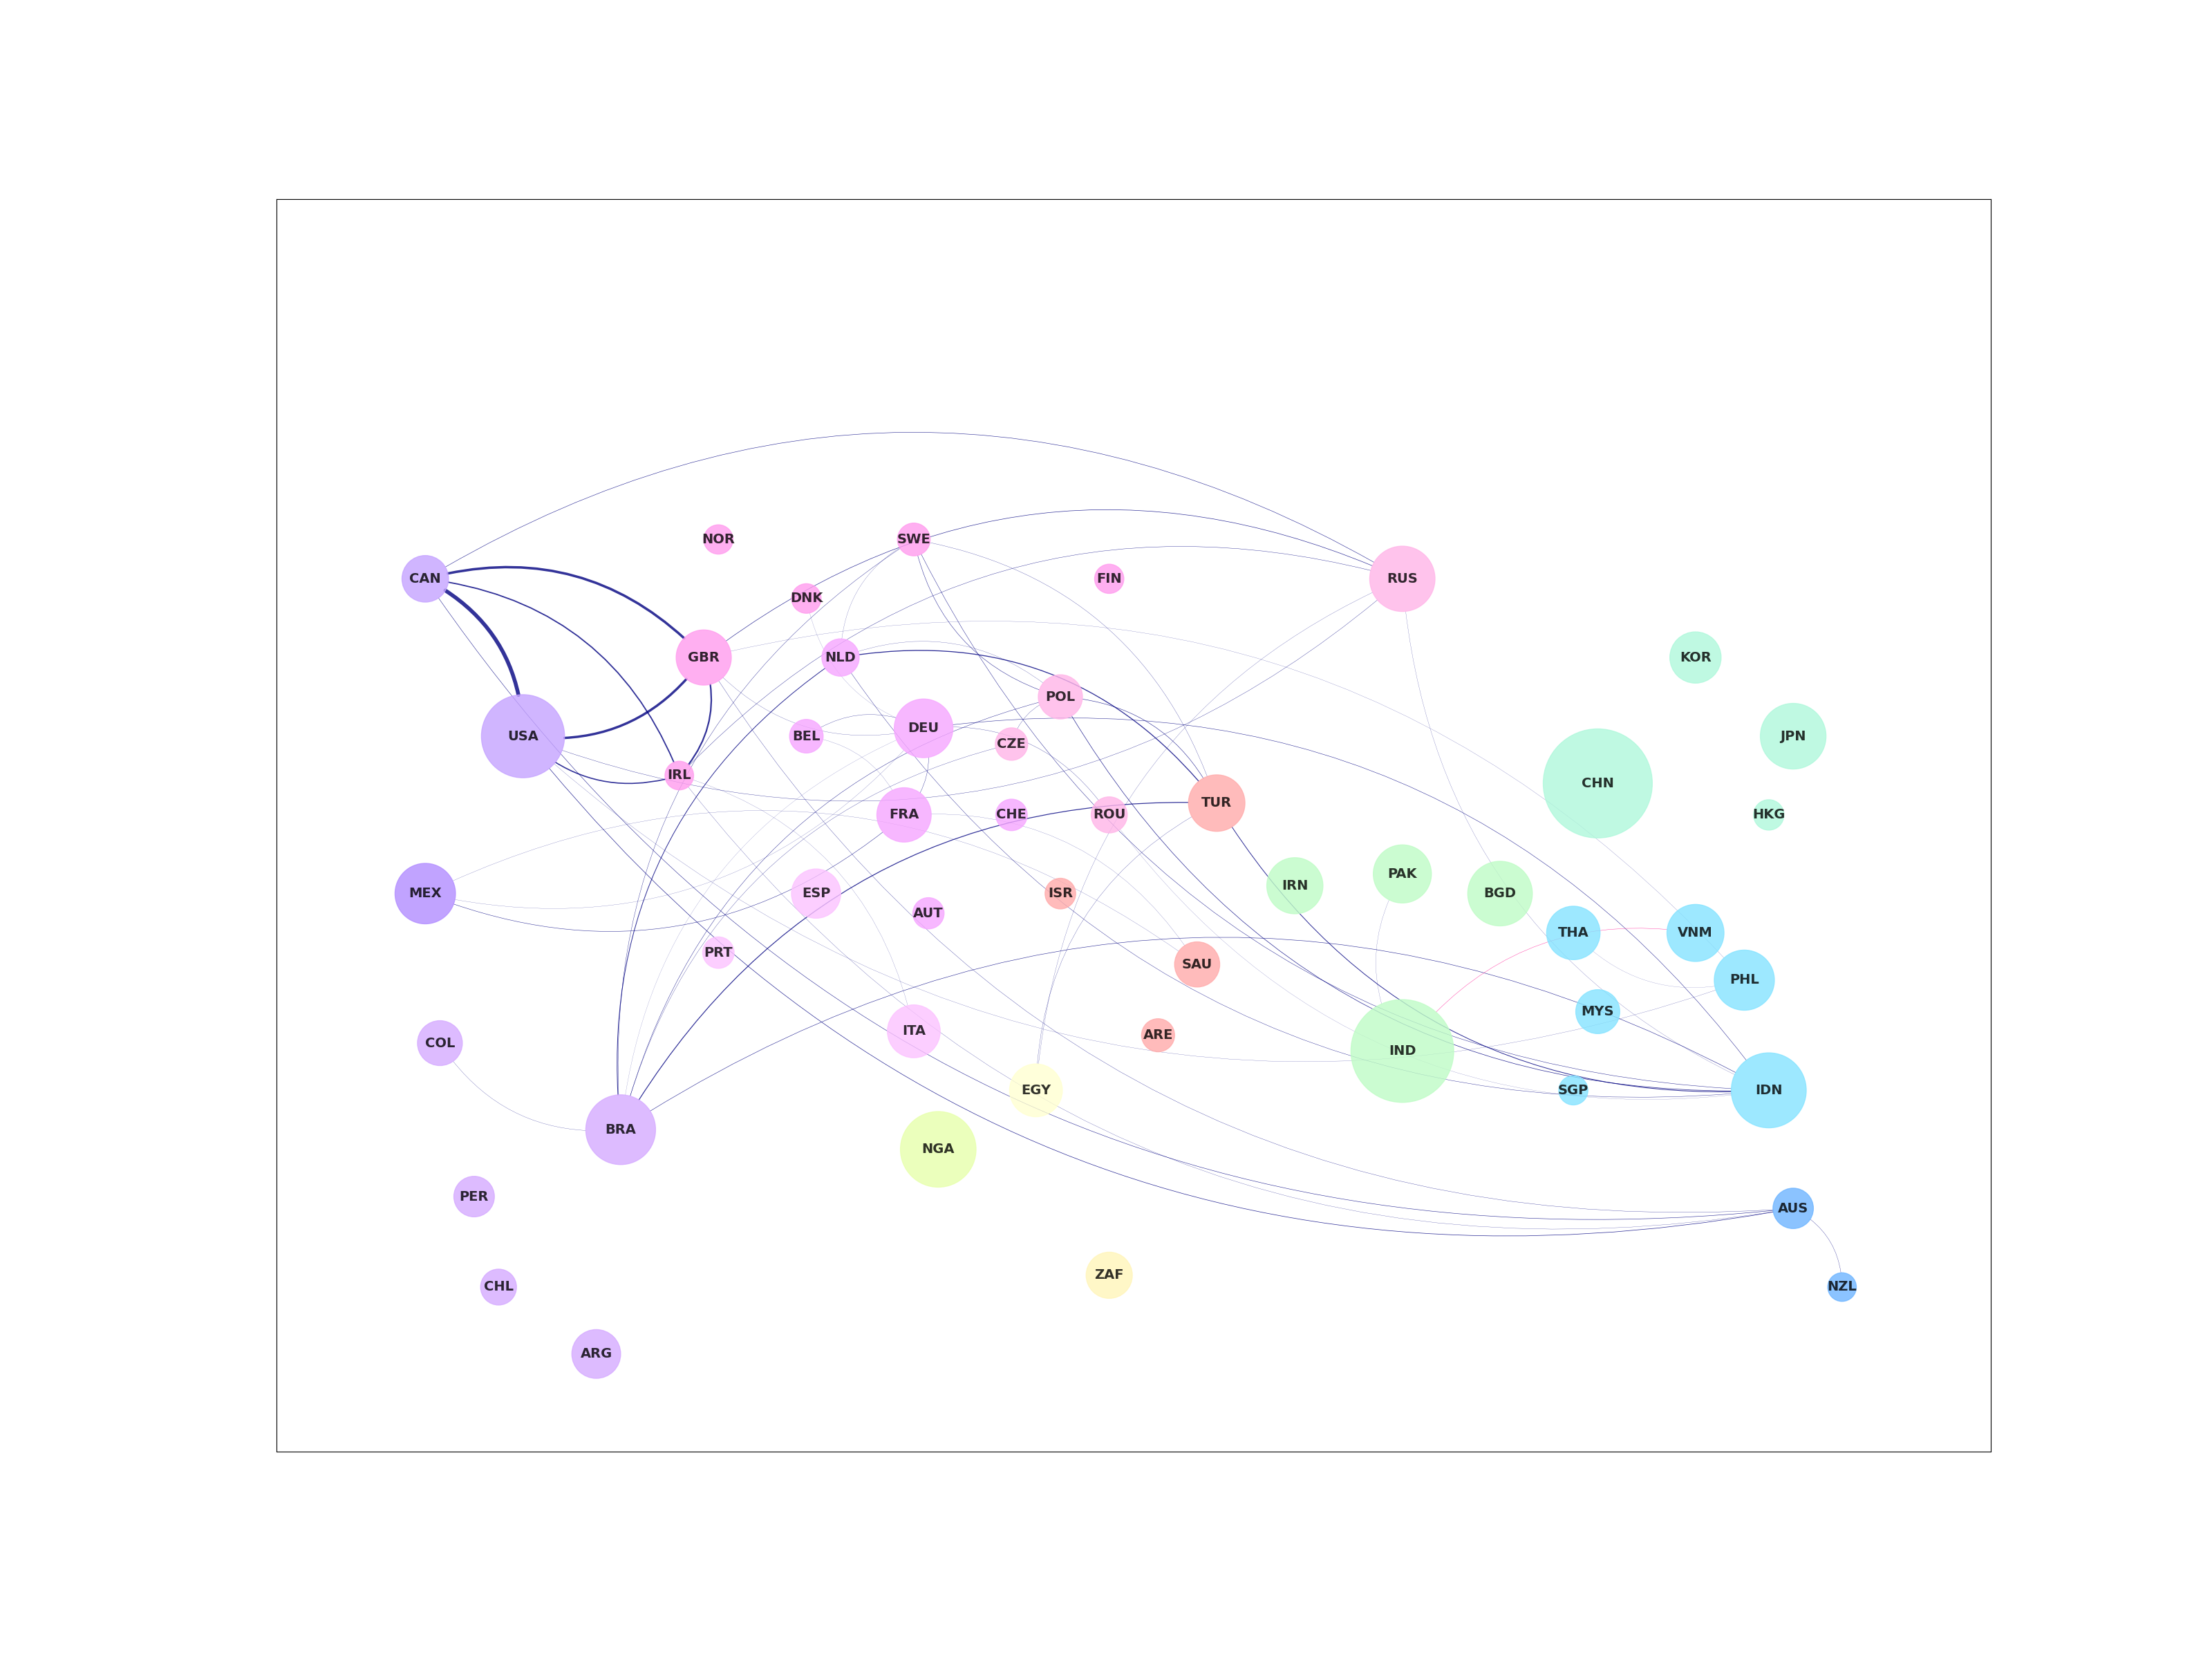 NOR
SWE
CAN
DNK
FIN
RUS
GBR
NLD
KOR
POL
USA
BEL
DEU
CZE
JPN
IRL
CHN
FRA
CHE
ROU
TUR
HKG
MEX
ESP
ISR
IRN
PAK
BGD
AUT
THA
VNM
PRT
SAU
PHL
MYS
COL
ITA
ARE
IND
EGY
SGP
IDN
BRA
NGA
PER
AUS
CHL
ZAF
NZL
ARG